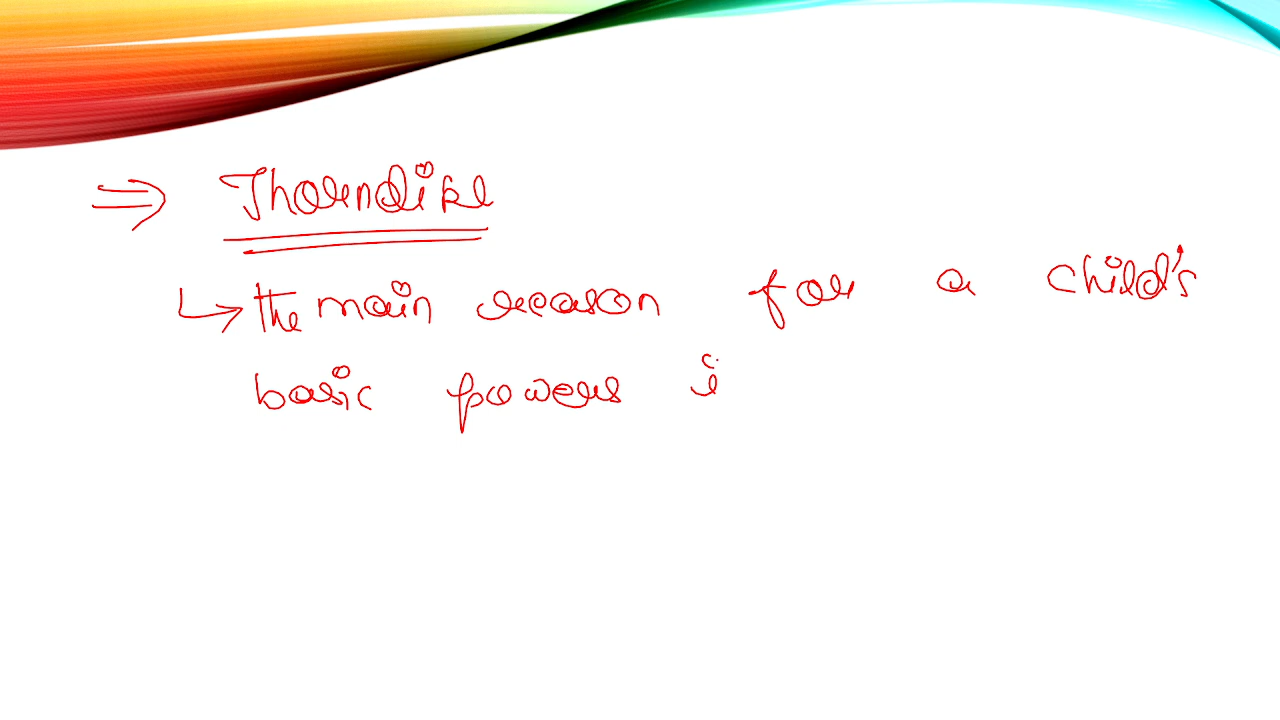 ⇒ Thorndike
↳ the main reason for a child's
basic powers i